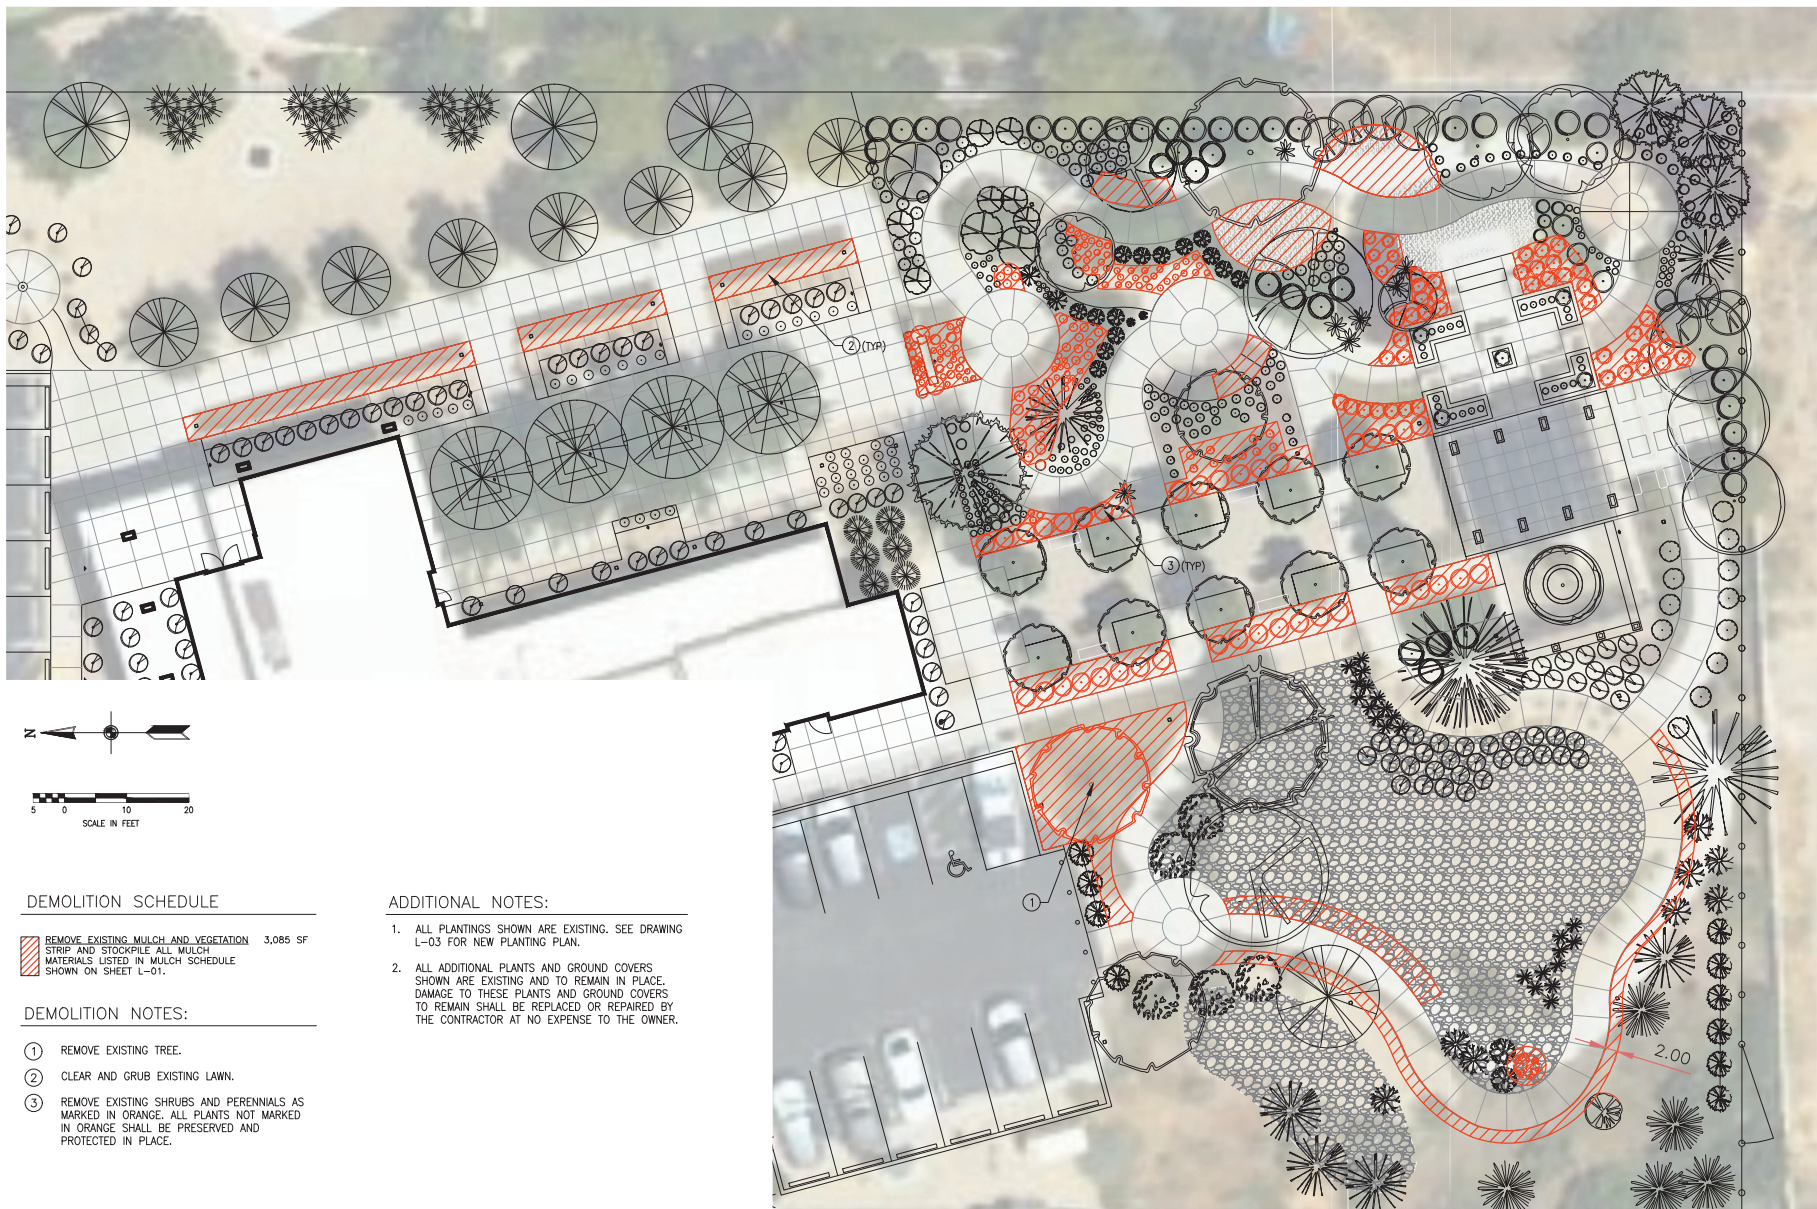 2 (TYP)
3 (TYP)
1
2.00
N
5 0 10 20
SCALE IN FEET
DEMOLITION SCHEDULE
REMOVE EXISTING MULCH AND VEGETATION 3,085 SF
STRIP AND STOCKPILE ALL MULCH
MATERIALS LISTED IN MULCH SCHEDULE
SHOWN ON SHEET L-01.
DEMOLITION NOTES:
1 REMOVE EXISTING TREE.
2 CLEAR AND GRUB EXISTING LAWN.
3 REMOVE EXISTING SHRUBS AND PERENNIALS AS
MARKED IN ORANGE. ALL PLANTS NOT MARKED
IN ORANGE SHALL BE PRESERVED AND
PROTECTED IN PLACE.
ADDITIONAL NOTES:
1. ALL PLANTINGS SHOWN ARE EXISTING. SEE DRAWING
L-03 FOR NEW PLANTING PLAN.
2. ALL ADDITIONAL PLANTS AND GROUND COVERS
SHOWN ARE EXISTING AND TO REMAIN IN PLACE.
DAMAGE TO THESE PLANTS AND GROUND COVERS
TO REMAIN SHALL BE REPLACED OR REPAIRED BY
THE CONTRACTOR AT NO EXPENSE TO THE OWNER.